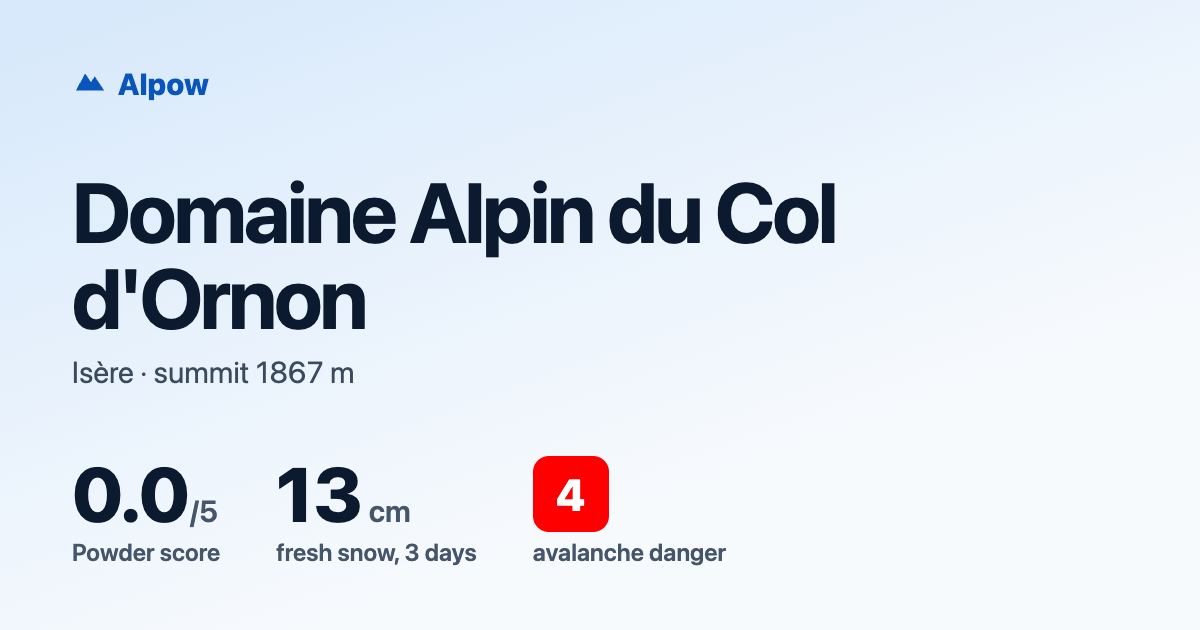 Alpow
Domaine Alpin du Col
d'Ornon
Isère · summit 1867 m
0.0/5
Powder score
13 cm
fresh snow, 3 days
4
avalanche danger